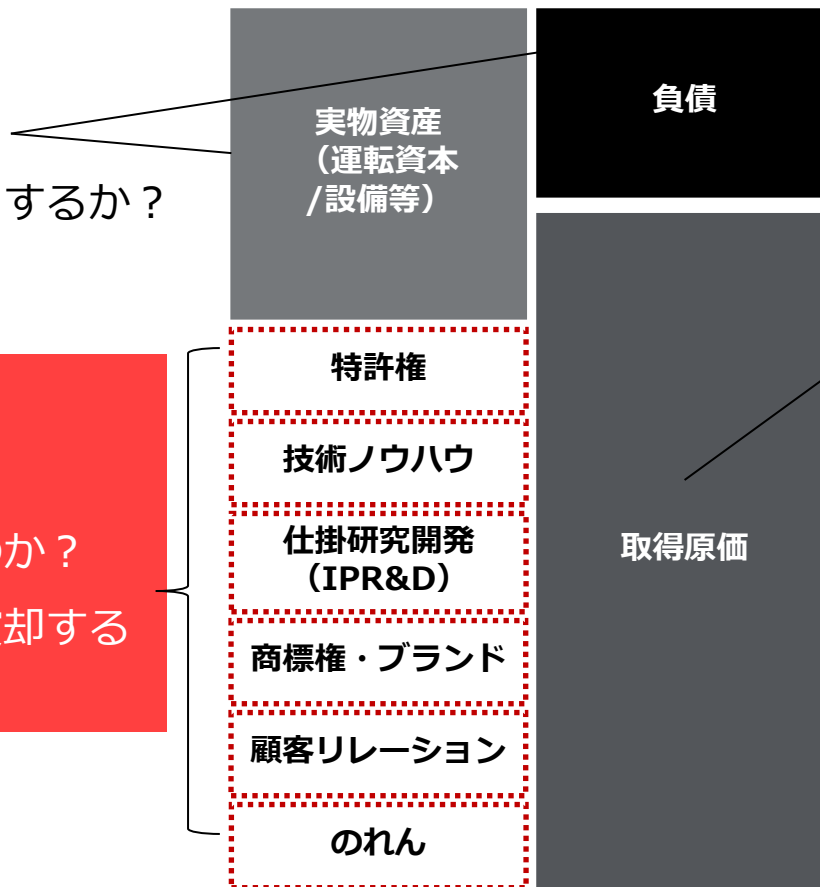 するか？
のか？
却する
実物資産
（運転資本
/設備等）
特許権
技術ノウハウ
仕掛研究開発
（IPR&D）
商標権・ブランド
顧客リレーション
のれん
負債
取得原価